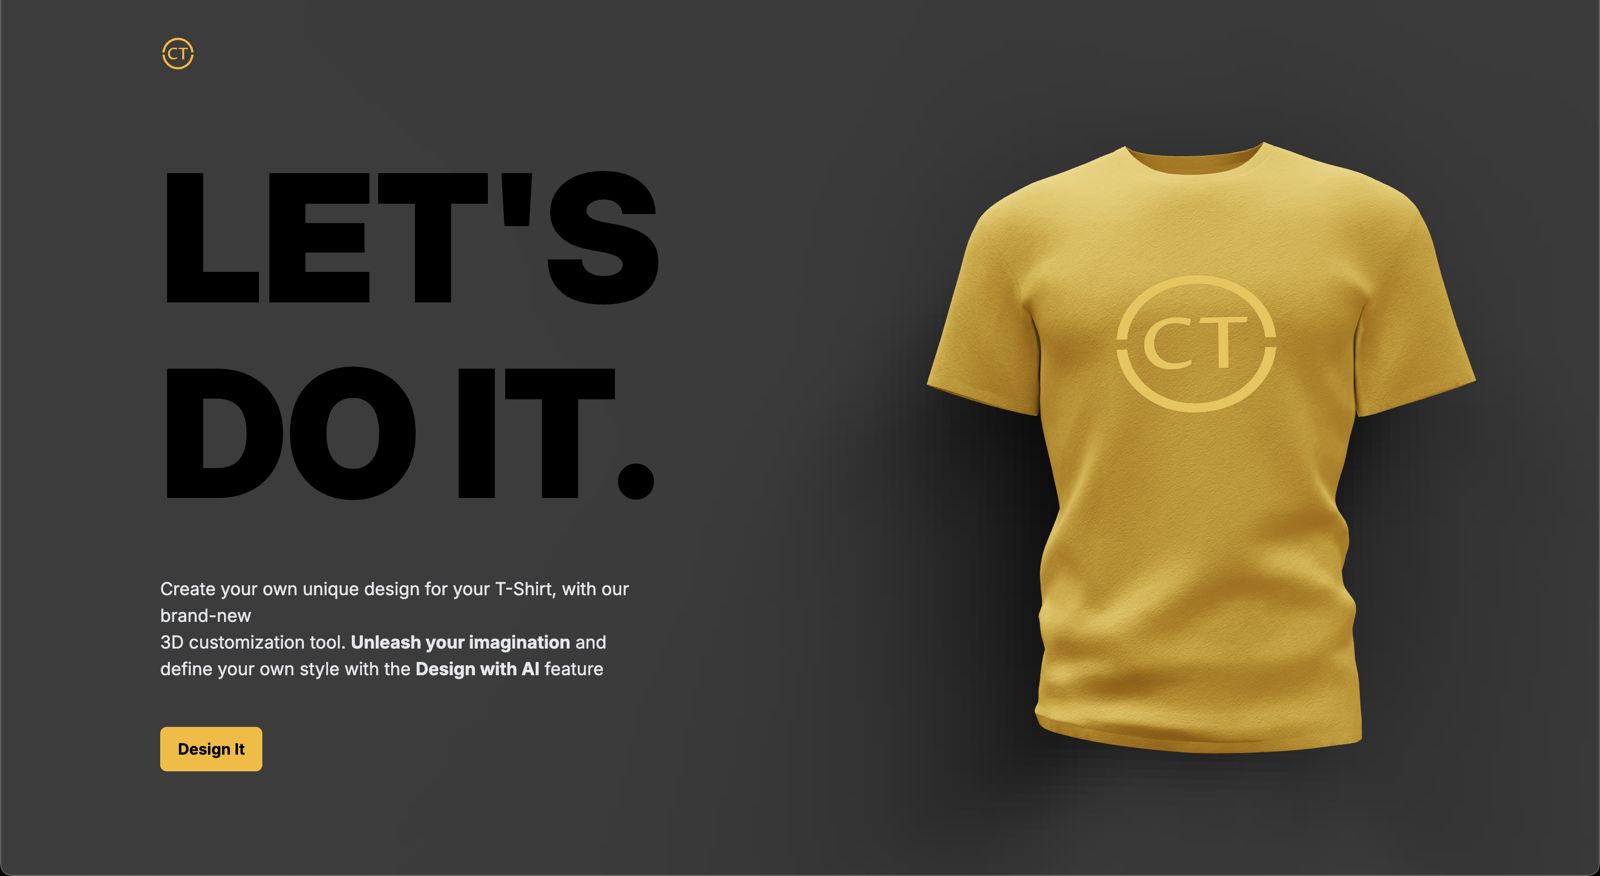 CT
LET'S
DO IT.
CT
Create your own unique design for your T-Shirt, with our
brand-new
3D customization tool. Unleash your imagination and
define your own style with the Design with AI feature
Design It